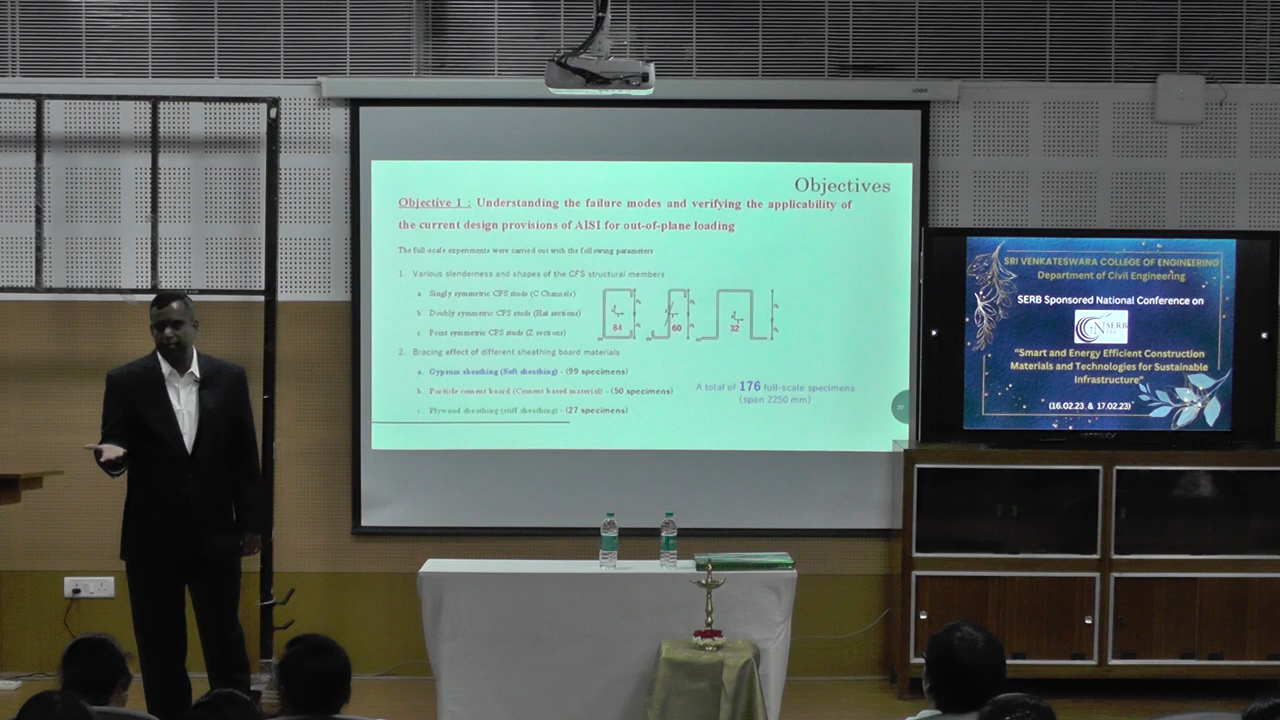 Objectives
Objective 1 : Understanding the failure modes and verifying the applicability of
the current design provisions of AISI for out-of-plane loading
The full-scale experiments were carried out with the following parameters
1. Various slenderness and shapes of the CFS structural members
a. Singly symmetric CFS studs (C Channels)
b. Doubly symmetric CFS studs (Hat sections)
c. Point symmetric CFS studs (Z sections)
84
60
32
2. Bracing effect of different sheathing board materials
a. Gypsum sheathing (Soft sheathing) - (99 specimens)
b. Particle cement board (Cement based material) - (50 specimens)
c. Plywood sheathing (stiff sheathing) - (27 specimens)
A total of 176 full-scale specimens
(span 2250 mm)
22
SRI VENKATESWARA COLLEGE OF ENGINEERING
Department of Civil Engineering
SERB Sponsored National Conference on
SERB
"Smart and Energy Efficient Construction
Materials and Technologies for Sustainable
Infrastructure"
(16.02.23 & 17.02.23)